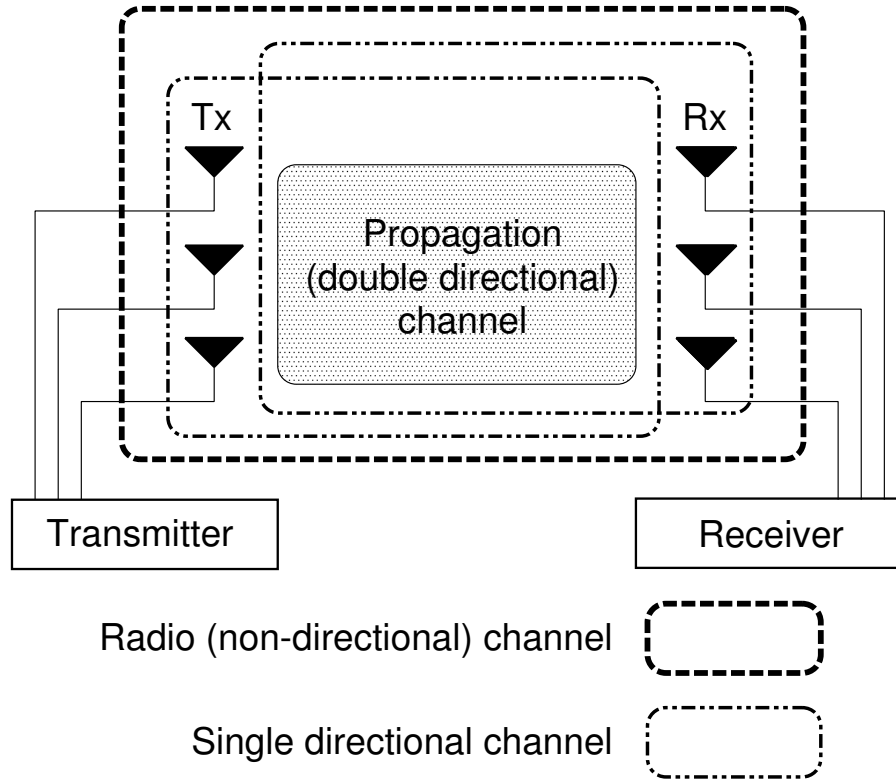 Tx
Rx
Propagation
(double directional)
channel
Transmitter
Receiver
Radio (non-directional) channel
Single directional channel